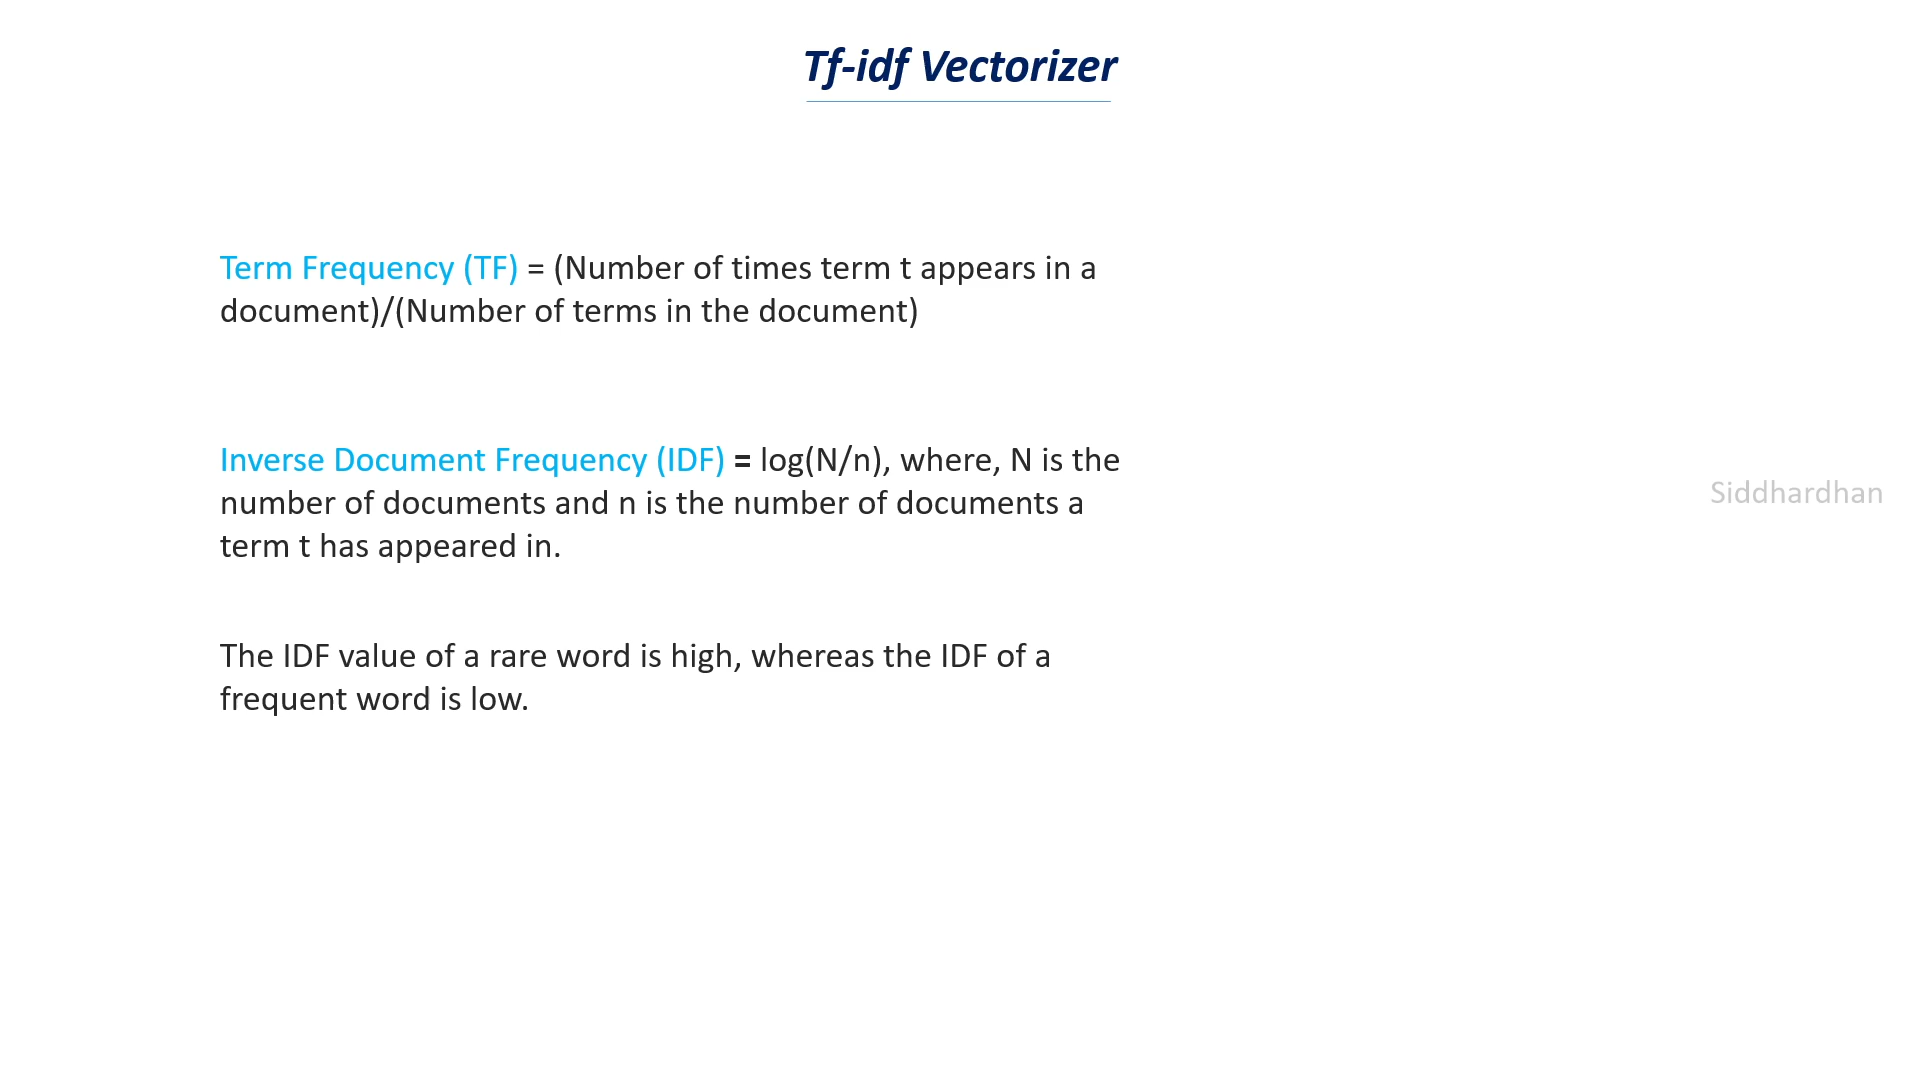 Tf-idf Vectorizer
Term Frequency (TF) = (Number of times term t appears in a
document)/(Number of terms in the document)
Inverse Document Frequency (IDF) = log(N/n), where, N is the
number of documents and n is the number of documents a
term t has appeared in.
Siddhardhan
The IDF value of a rare word is high, whereas the IDF of a
frequent word is low.